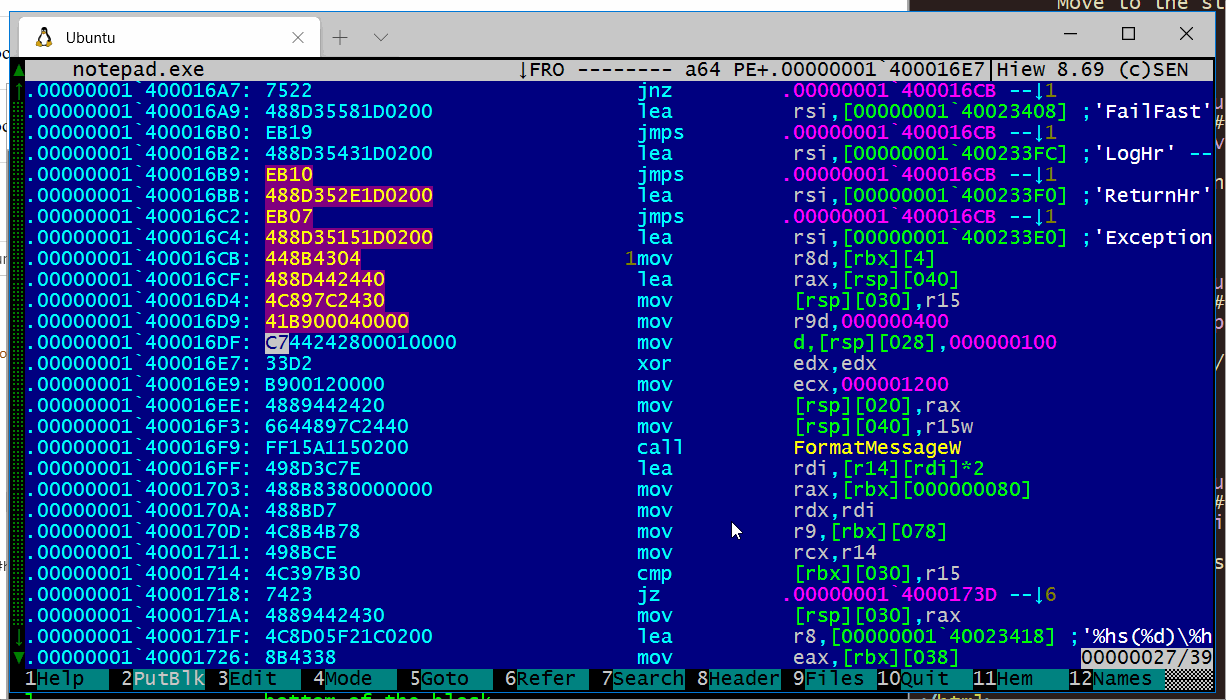 Move to the st
Ubuntu
notepad.exe ↓FRO -------- a64 PE+.00000001`400016E7 Hiew 8.69 (c)SEN
.00000001`400016A7: 7522 jnz .00000001`400016CB --↓1
.00000001`400016A9: 488D35581D0200 lea rsi,[00000001`40023408] ;'FailFast'
.00000001`400016B0: EB19 jmps .00000001`400016CB --↓1
.00000001`400016B2: 488D35431D0200 lea rsi,[00000001`400233FC] ;'LogHr' --
.00000001`400016B9: EB10 jmps .00000001`400016CB --↓1
.00000001`400016BB: 488D352E1D0200 lea rsi,[00000001`400233F0] ;'ReturnHr'
.00000001`400016C2: EB07 jmps .00000001`400016CB --↓1
.00000001`400016C4: 488D35151D0200 lea rsi,[00000001`400233E0] ;'Exception
.00000001`400016CB: 448B4304 1mov r8d,[rbx][4]
.00000001`400016CF: 488D442440 lea rax,[rsp][040]
.00000001`400016D4: 4C897C2430 mov [rsp][030],r15
.00000001`400016D9: 41B900040000 mov r9d,000000400
.00000001`400016DF: C744242800010000 mov d,[rsp][028],000000100
.00000001`400016E7: 33D2 xor edx,edx
.00000001`400016E9: B900120000 mov ecx,000001200
.00000001`400016EE: 4889442420 mov [rsp][020],rax
.00000001`400016F3: 6644897C2440 mov [rsp][040],r15w
.00000001`400016F9: FF15A1150200 call FormatMessageW
.00000001`400016FF: 498D3C7E lea rdi,[r14][rdi]*2
.00000001`40001703: 488B8380000000 mov rax,[rbx][000000080]
.00000001`4000170A: 488BD7 mov rdx,rdi
.00000001`4000170D: 4C8B4B78 mov r9,[rbx][078]
.00000001`40001711: 498BCE mov rcx,r14
.00000001`40001714: 4C397B30 cmp [rbx][030],r15
.00000001`40001718: 7423 jz .00000001`4000173D --↓6
.00000001`4000171A: 4889442430 mov [rsp][030],rax
.00000001`4000171F: 4C8D05F21C0200 lea r8,[00000001`40023418] ;'%hs(%d)\%h
.00000001`40001726: 8B4338 mov eax,[rbx][038] 00000027/39
1Help 2PutBlk 3Edit 4Mode 5Goto 6Refer 7Search 8Header 9Files 10Quit 11Hem 12Names
bottom of the block